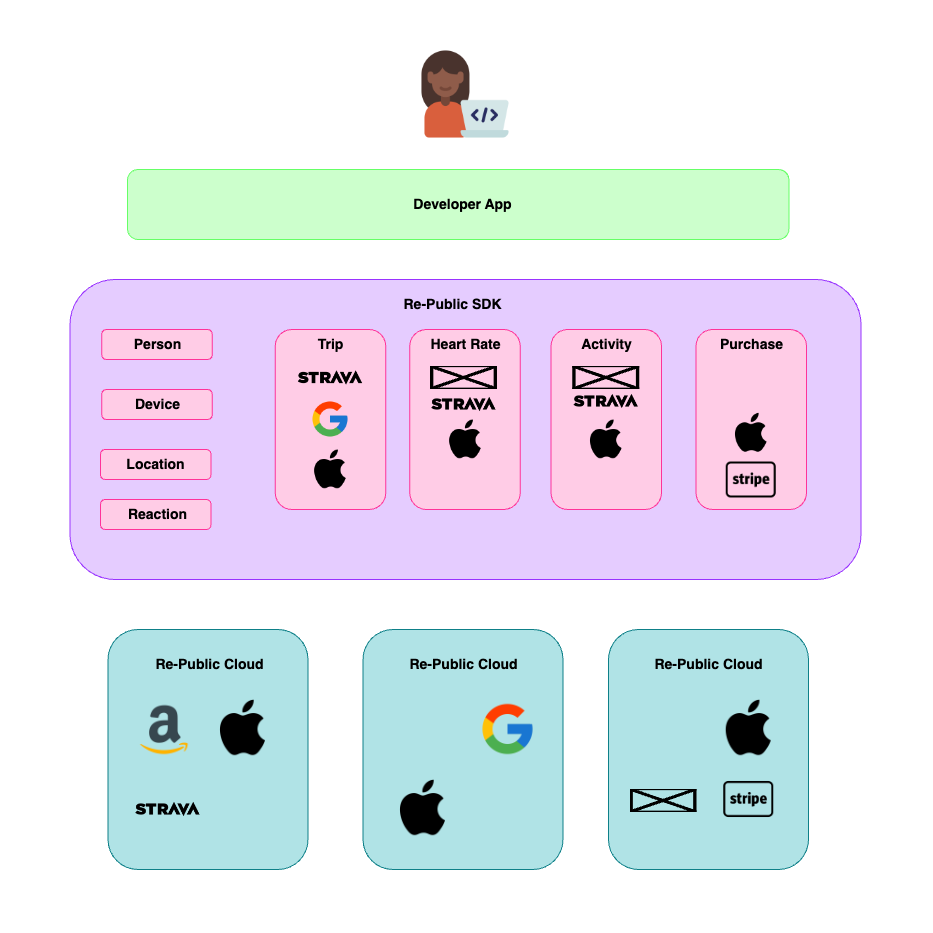 </>
Developer App
Re-Public SDK
Person
Device
Location
Reaction
Trip
STRAVA
Heart Rate
STRAVA
Activity
STRAVA
Purchase
stripe
Re-Public Cloud
a
STRAVA
Re-Public Cloud
Re-Public Cloud
stripe